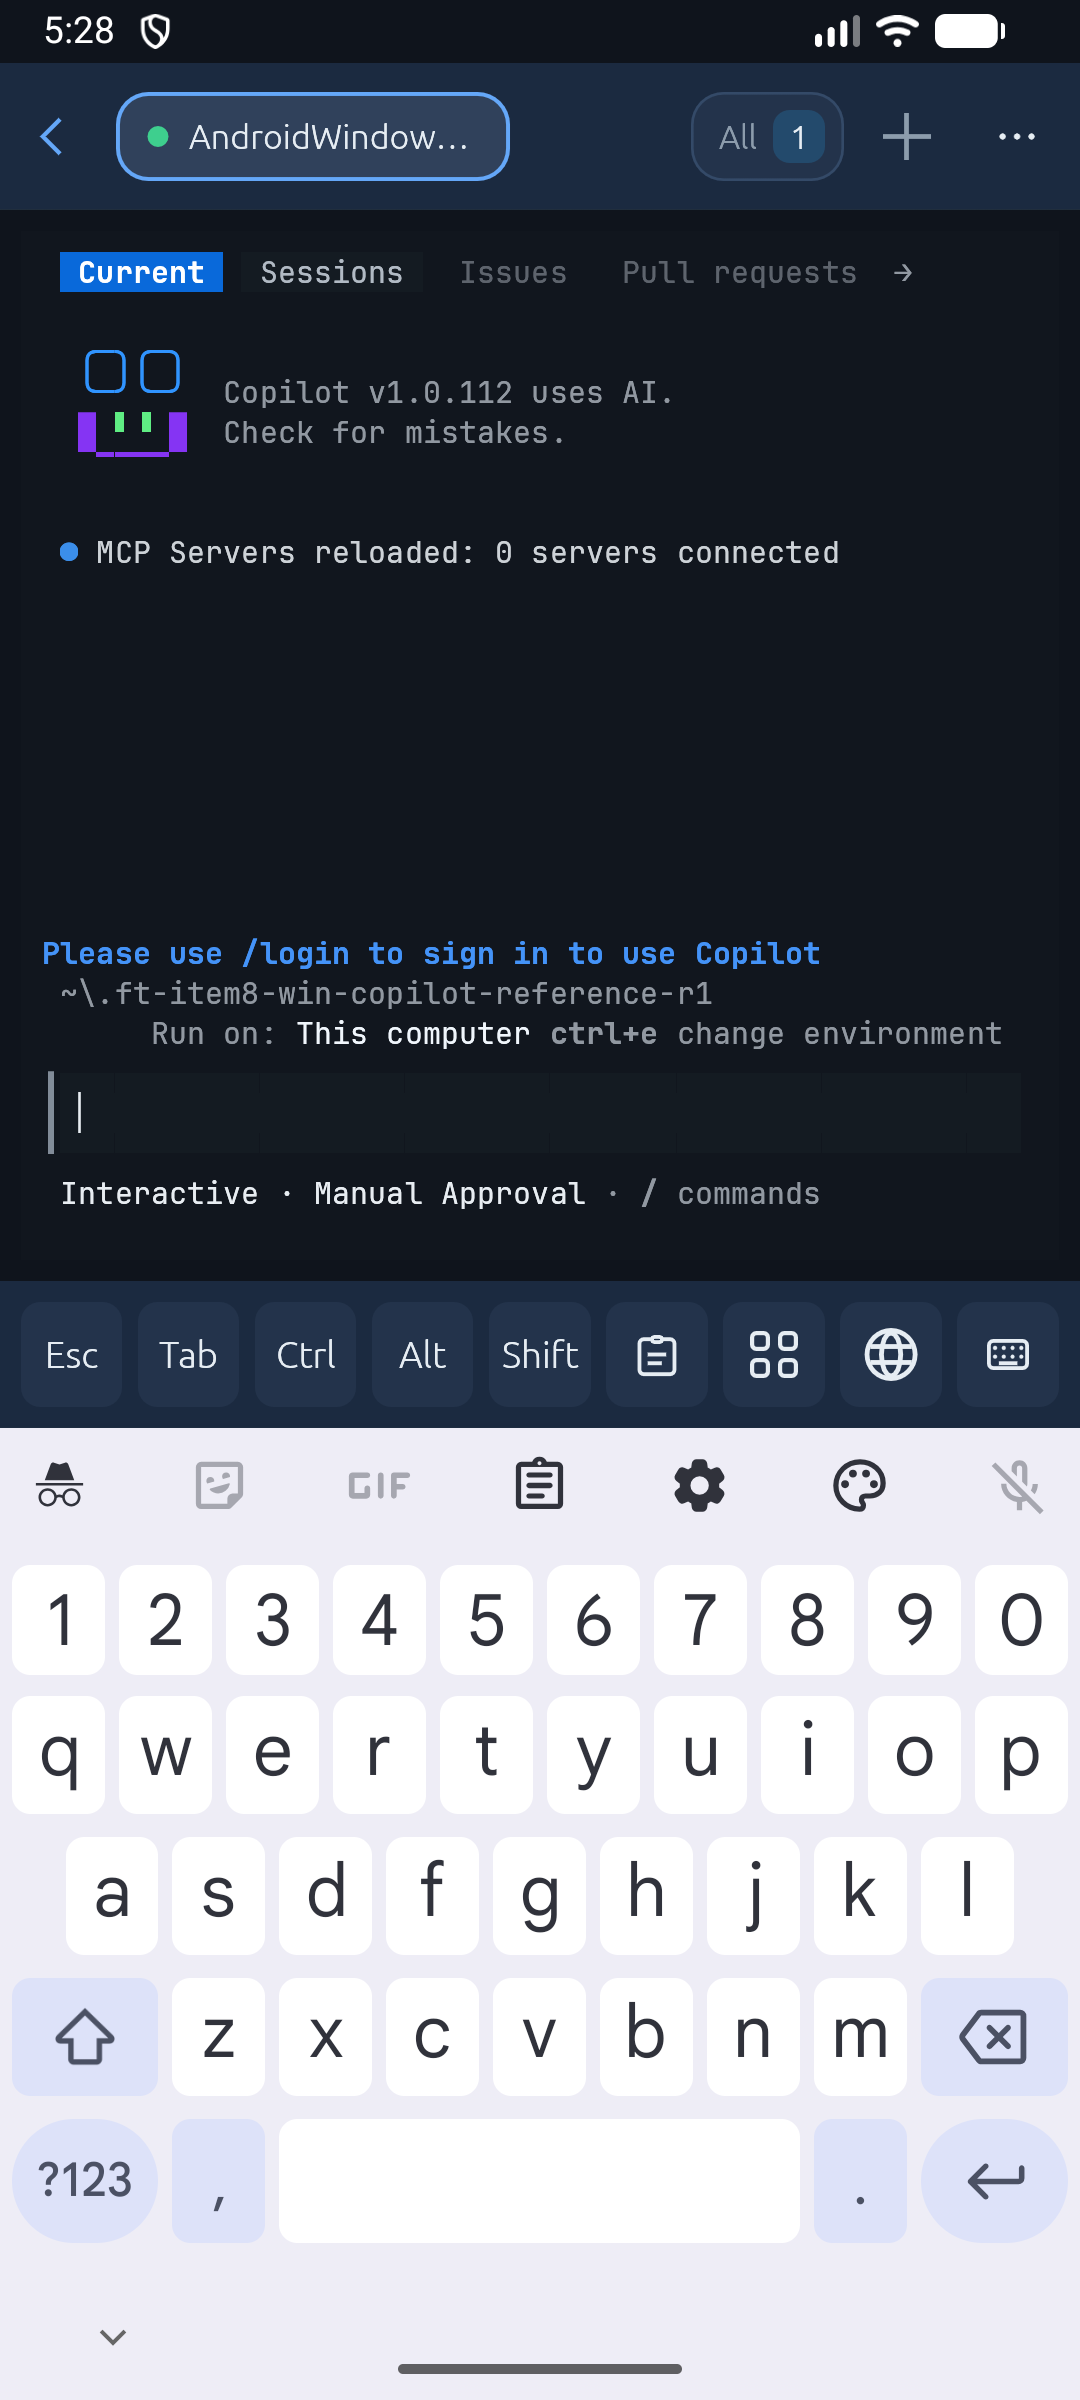 5:28
AndroidWindow...
All 1
Current Sessions Issues Pull requests →
Copilot v1.0.112 uses AI.
Check for mistakes.
● MCP Servers reloaded: 0 servers connected
Please use /login to sign in to use Copilot
~\.ft-item8-win-copilot-reference-r1
Run on: This computer ctrl+e change environment
Interactive · Manual Approval · / commands
Esc Tab Ctrl Alt Shift
GIF
1 2 3 4 5 6 7 8 9 0
q w e r t y u i o p
a s d f g h j k l
z x c v b n m
?123 , .